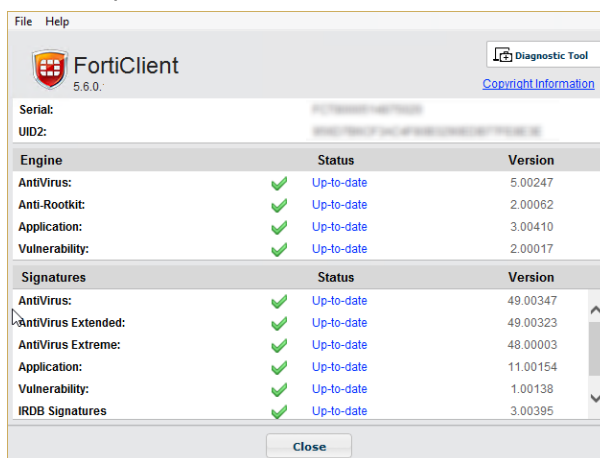 File Help
FortiClient
5.6.0.
Diagnostic Tool
Copyright Information
Serial:
UID2:
Engine Status Version
AntiVirus: Up-to-date 5.00247
Anti-Rootkit: Up-to-date 2.00062
Application: Up-to-date 3.00410
Vulnerability: Up-to-date 2.00017
Signatures Status Version
AntiVirus: Up-to-date 49.00347
AntiVirus Extended: Up-to-date 49.00323
AntiVirus Extreme: Up-to-date 48.00003
Application: Up-to-date 11.00154
Vulnerability: Up-to-date 1.00138
IRDB Signatures Up-to-date 3.00395
Close